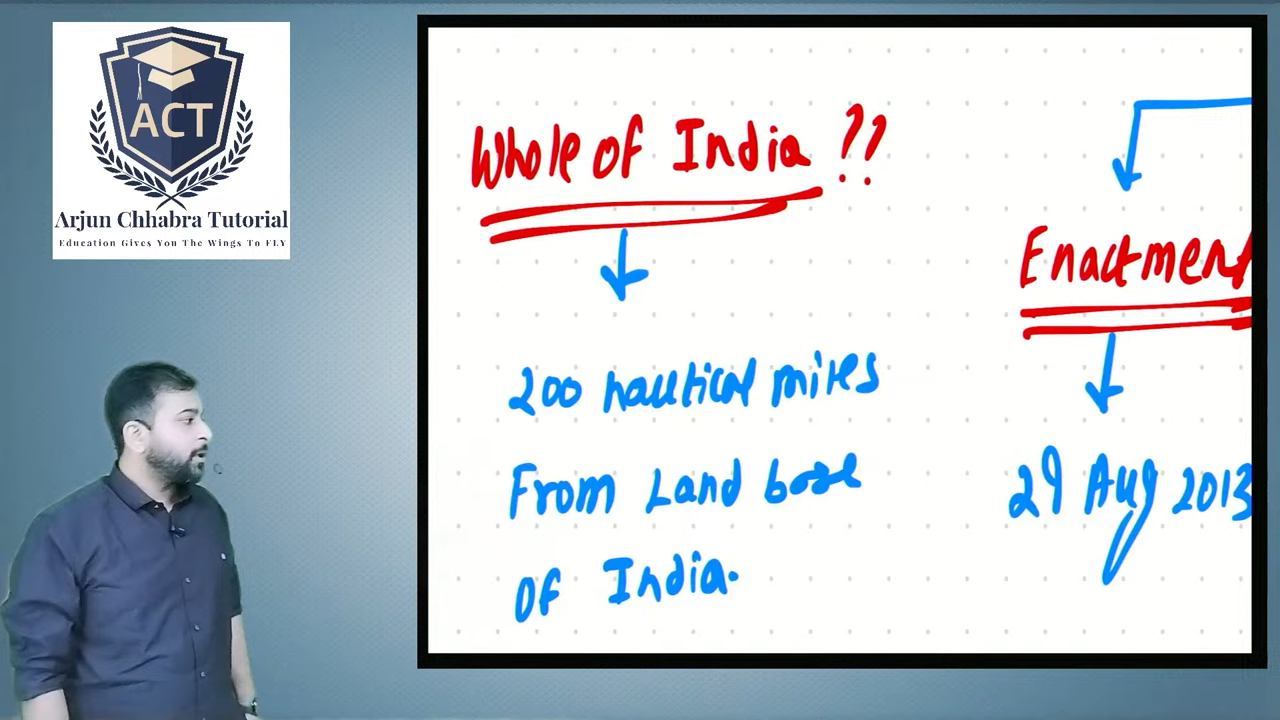 ACT
Arjun Chhabra Tutorial
Education Gives You The Wings To FLY
Whole of India ??
200 nautical miles
From Land base
Of India.
Enactment
29 Aug 2013